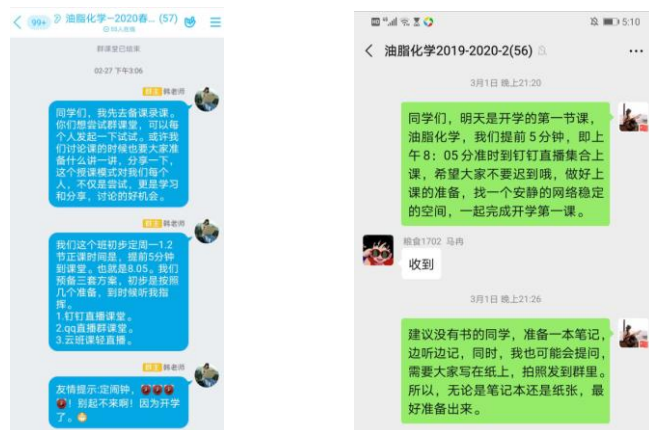 99+
油脂化学—2020春... (57)
98人在线
群课堂已结束
02-27 下午3:06
群主 韩老师
同学们，我先去备课录课。
你们想尝试群课堂，可以每
个人发起一下试试。或许我
们讨论课的时候也要大家准
备什么讲一讲，分享一下，
这个授课模式对我们每个
人，不仅是尝试，更是学习
和分享，讨论的好机会。
群主 韩老师
我们这个班初步定周一1.2
节正课时间是，提前5分钟
到课堂。也就是8.05。我们
预备三套方案，初步是按照
几个准备，到时候听我指
挥。
1.钉钉直播课堂。
2.qq直播群课堂。
3.云班课轻直播。
群主 韩老师
友情提示:定闹钟，
！别起不来啊！因为开学
了。
5:10
油脂化学2019-2020-2(56)
3月1日 晚上21:20
同学们，明天是开学的第一节课，
油脂化学，我们提前5分钟，即上
午8：05分准时到钉钉直播集合上
课，希望大家不要迟到哦，做好上
课的准备，找一个安静的网络稳定
的空间，一起完成开学第一课。
粮食1702 马冉
收到
3月1日 晚上21:26
建议没有书的同学，准备一本笔记，
边听边记，同时，我也可能会提问，
需要大家写在纸上，拍照发到群里。
所以，无论是笔记本还是纸张，最
好准备出来。